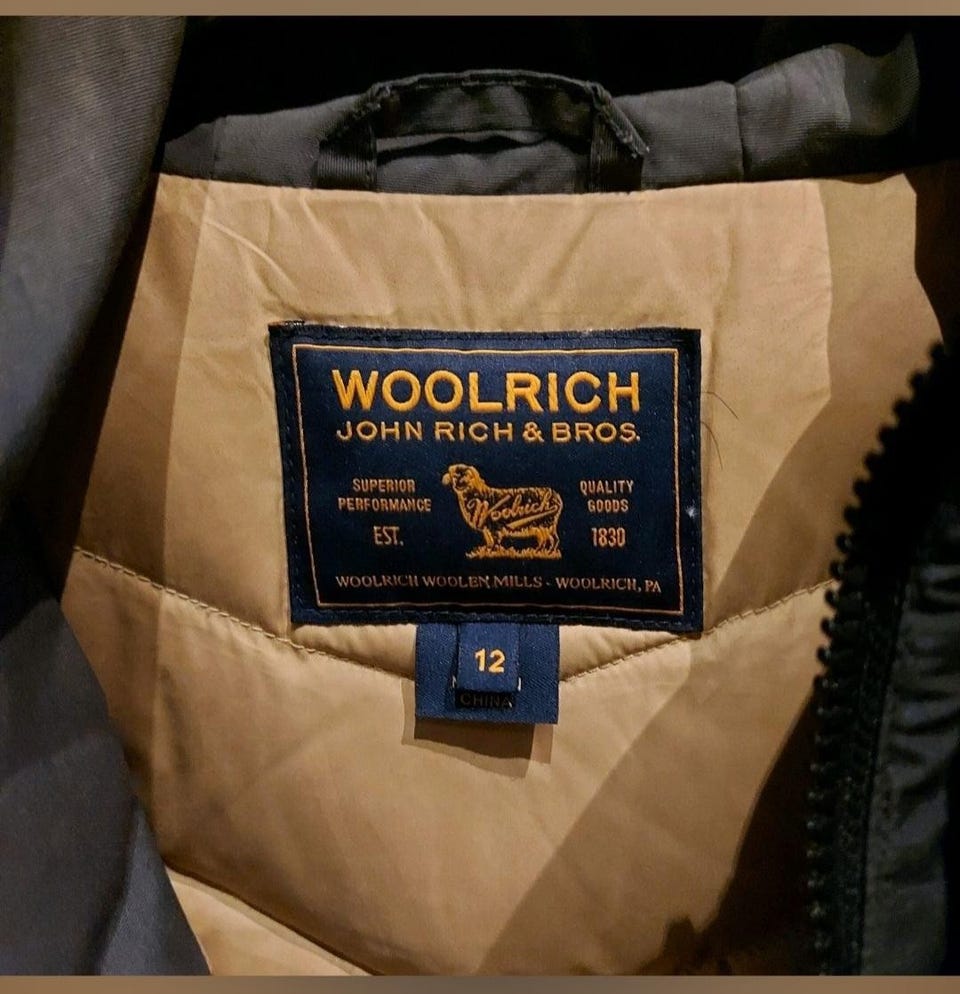 WOOLRICH
JOHN RICH & BROS.
SUPERIOR
PERFORMANCE
EST.
Woolrich
QUALITY
GOODS
1830
WOOLRICH WOOLEN MILLS - WOOLRICH, PA
12
CHINA